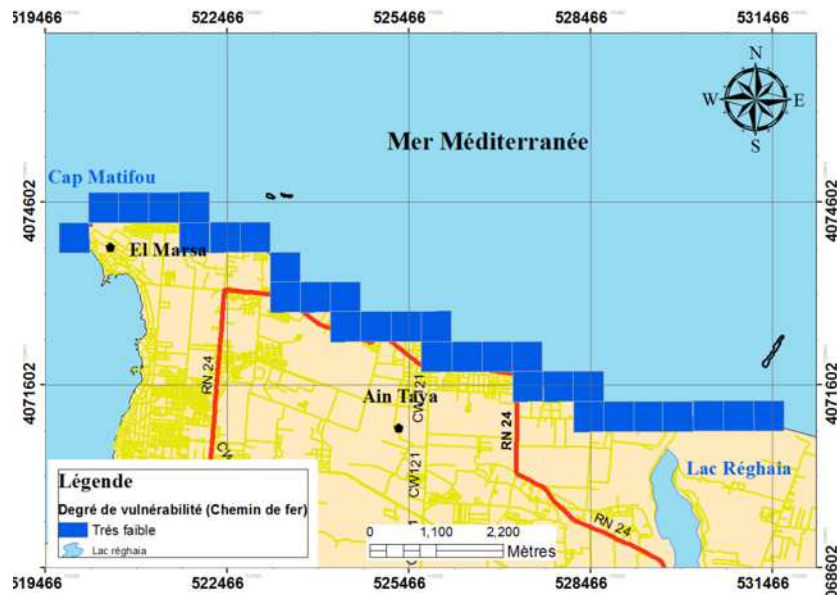 519466 522466 525466 528466 531466
N
W E
S
Mer Méditerranée
Cap Matifou
4074602 4074602
El Marsa
RN 24
4071602 4071602
Ain Taya
CW121
RN 24
Lac Réghaia
CW121
RN 24
Légende
Degré de vulnérabilité (Chemin de fer)
Trés faible
Lac réghaia
0 1,100 2,200
Mètres
519466 522466 525466 528466 531466